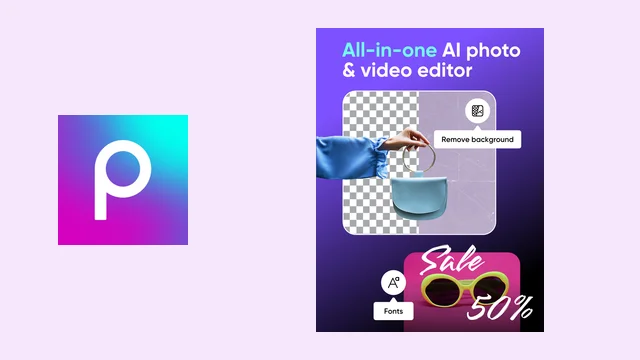 All-in-one AI photo
& video editor
Remove background
Sale
50%
Fonts